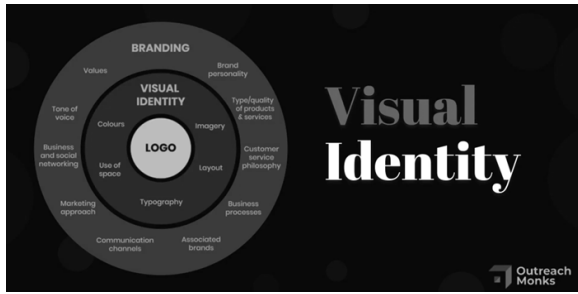 BRANDING
Values
Brand
personality
Tone of
voice
Type/quality
of products
& services
Business
and social
networking
Customer
service
philosophy
Marketing
approach
Business
processes
Communication
channels
Associated
brands
VISUAL
IDENTITY
Colours
Imagery
Use of
space
Layout
Typography
LOGO
Visual
Identity
Outreach
Monks